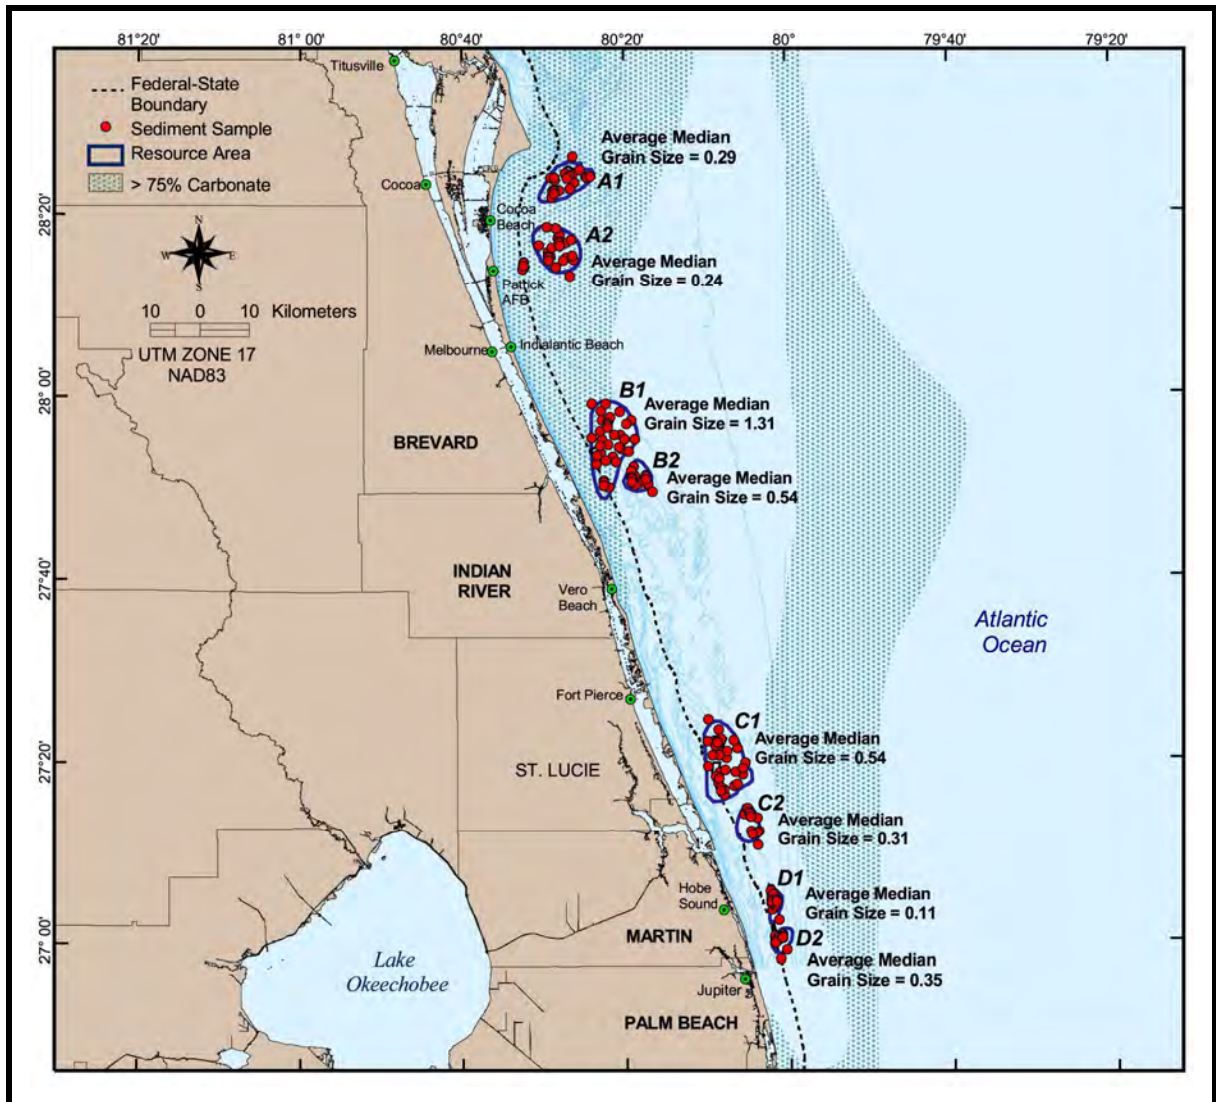 81°20'
81° 00'
80°40'
80°20'
80°
79°40'
79°20'
Titusville
Federal-State
Boundary
Sediment Sample
Resource Area
> 75% Carbonate
Average Median
Grain Size = 0.29
A1
Cocoa
Cocoa
Beach
28°20'
N
W
E
S
A2
Average Median
Grain Size = 0.24
Patrick
AFB
10 0 10 Kilometers
UTM ZONE 17
NAD83
Melbourne
Indialantic Beach
28° 00'
B1
Average Median
Grain Size = 1.31
BREVARD
B2
Average Median
Grain Size = 0.54
27°40'
INDIAN
RIVER
Vero
Beach
Atlantic
Ocean
Fort Pierce
C1
Average Median
Grain Size = 0.54
27°20'
ST. LUCIE
C2
Average Median
Grain Size = 0.31
Hobe
Sound
D1
Average Median
Grain Size = 0.11
27° 00'
MARTIN
D2
Average Median
Grain Size = 0.35
Lake
Okeechobee
Jupiter
PALM BEACH